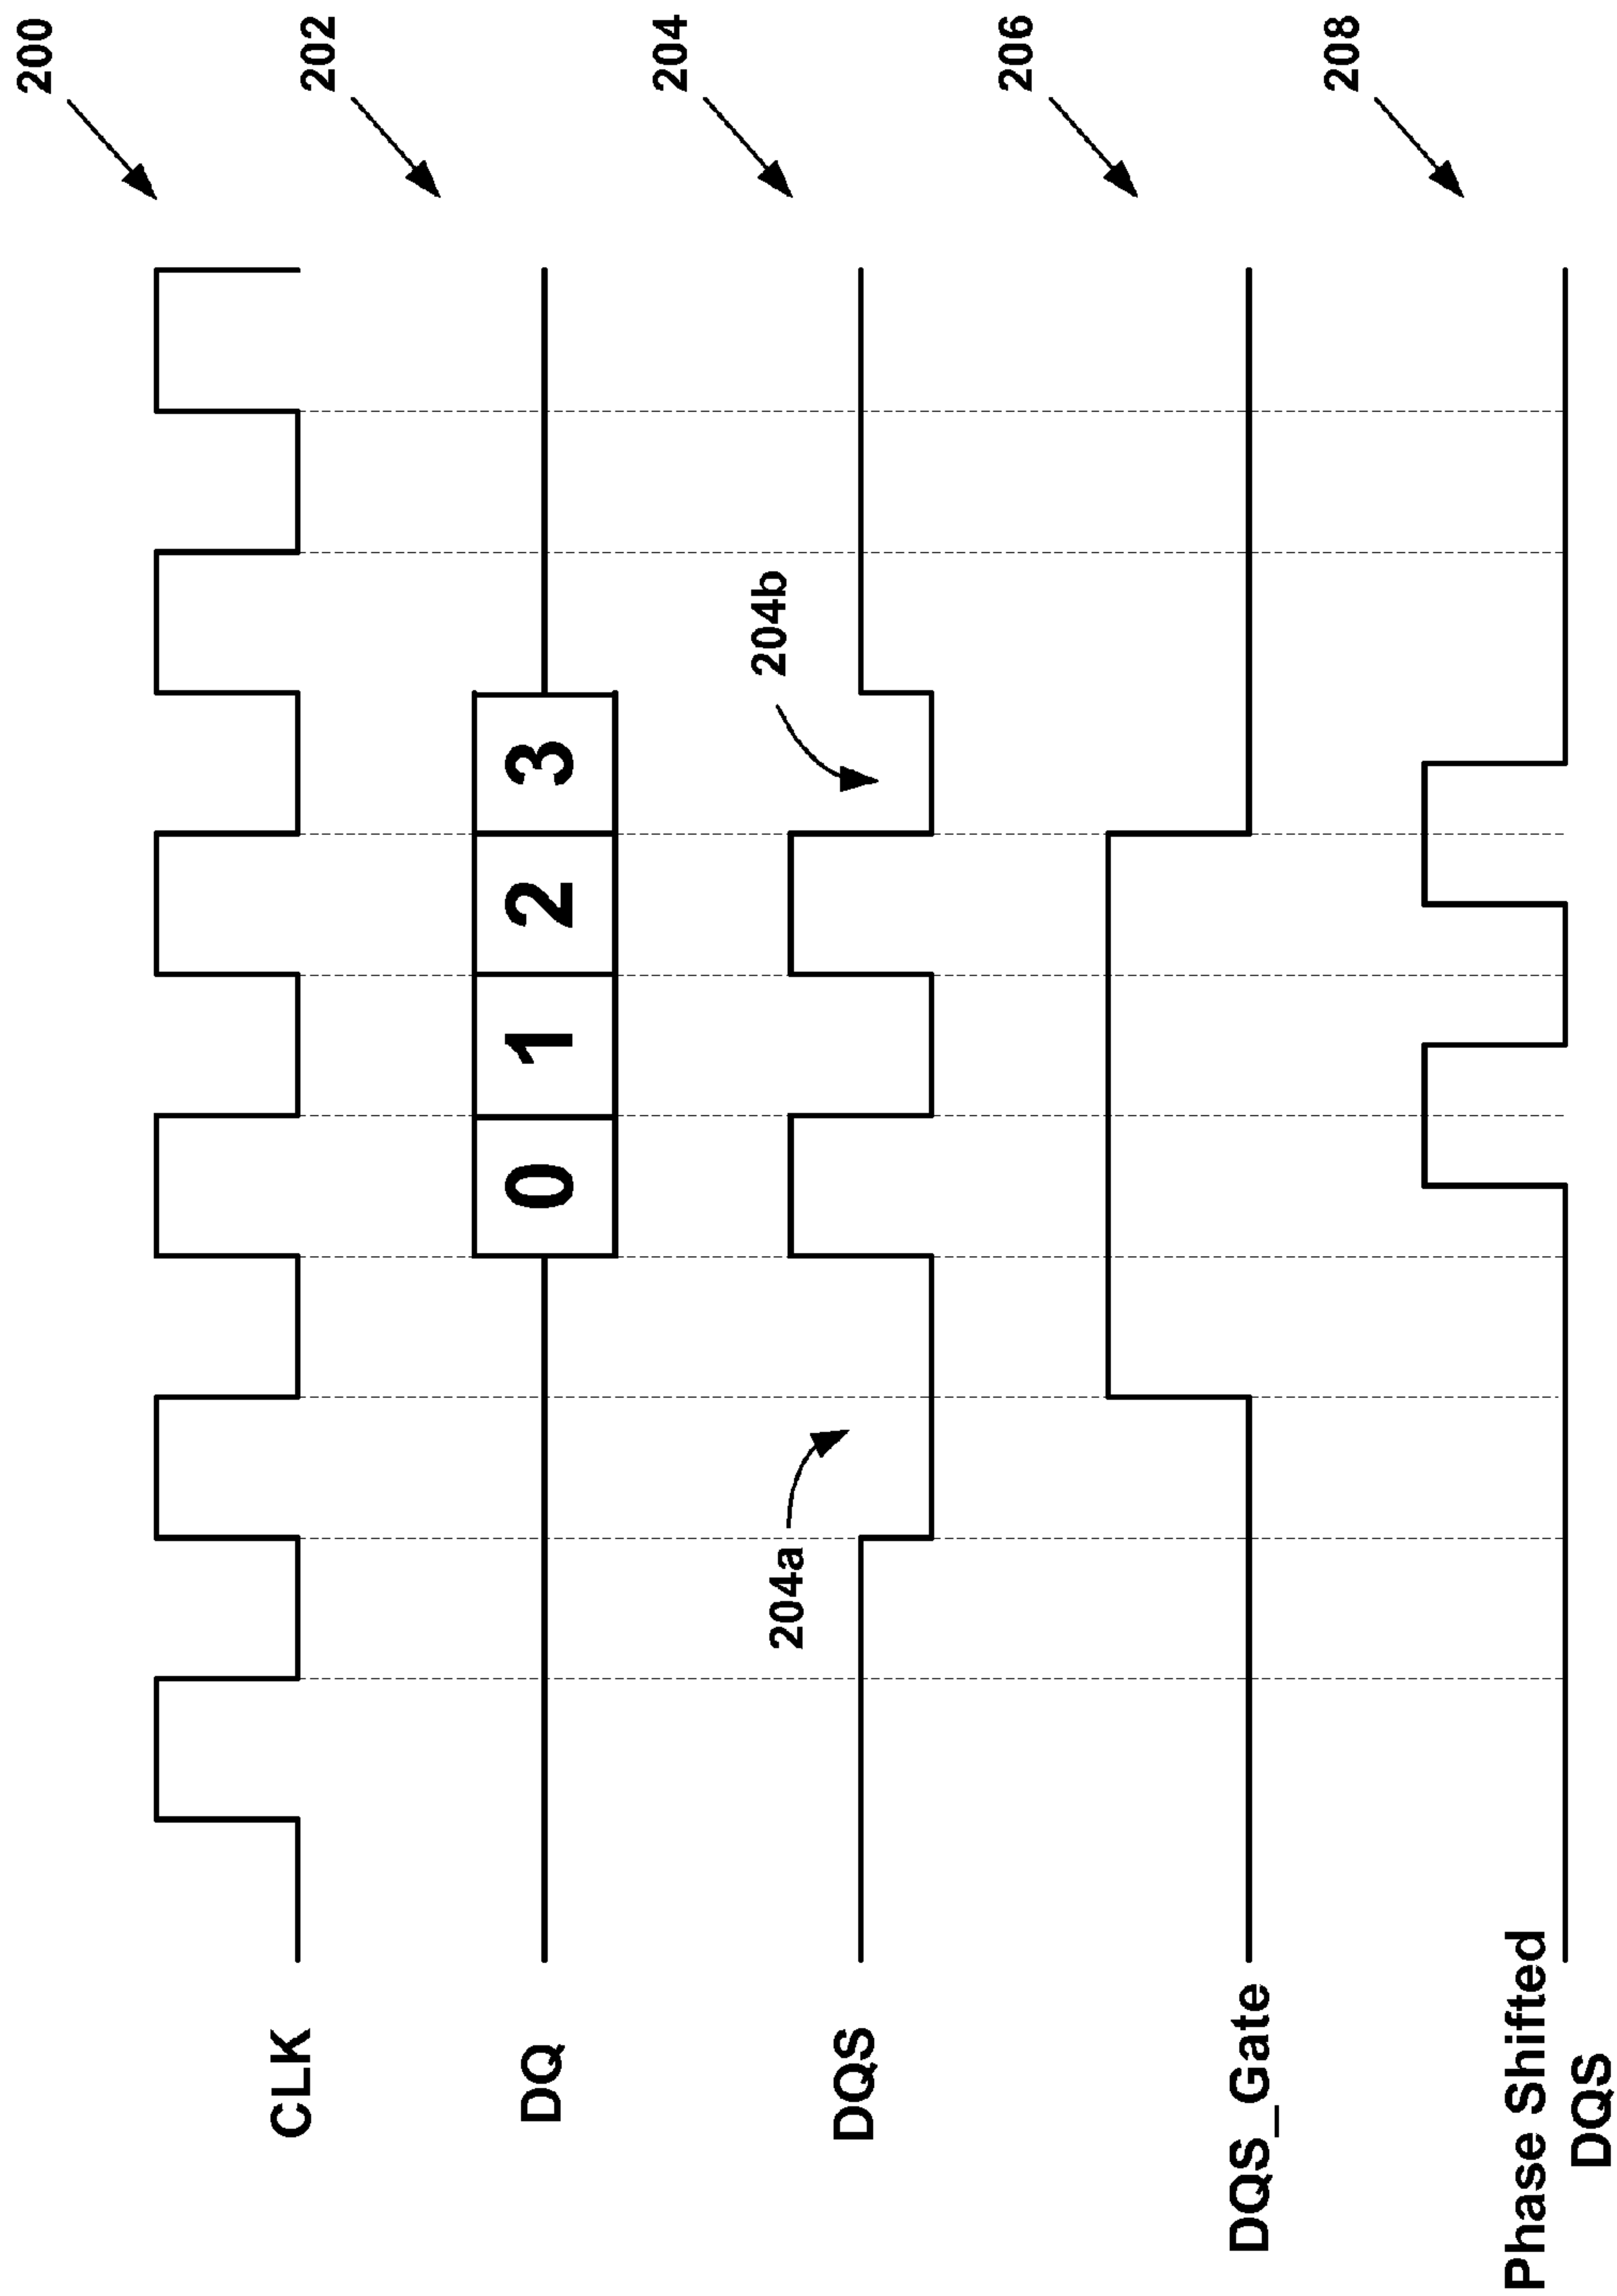 CLK
200
DQ
0 1 2 3
202
DQS
204a
204b
204
DQS_Gate
206
Phase Shifted
DQS
208